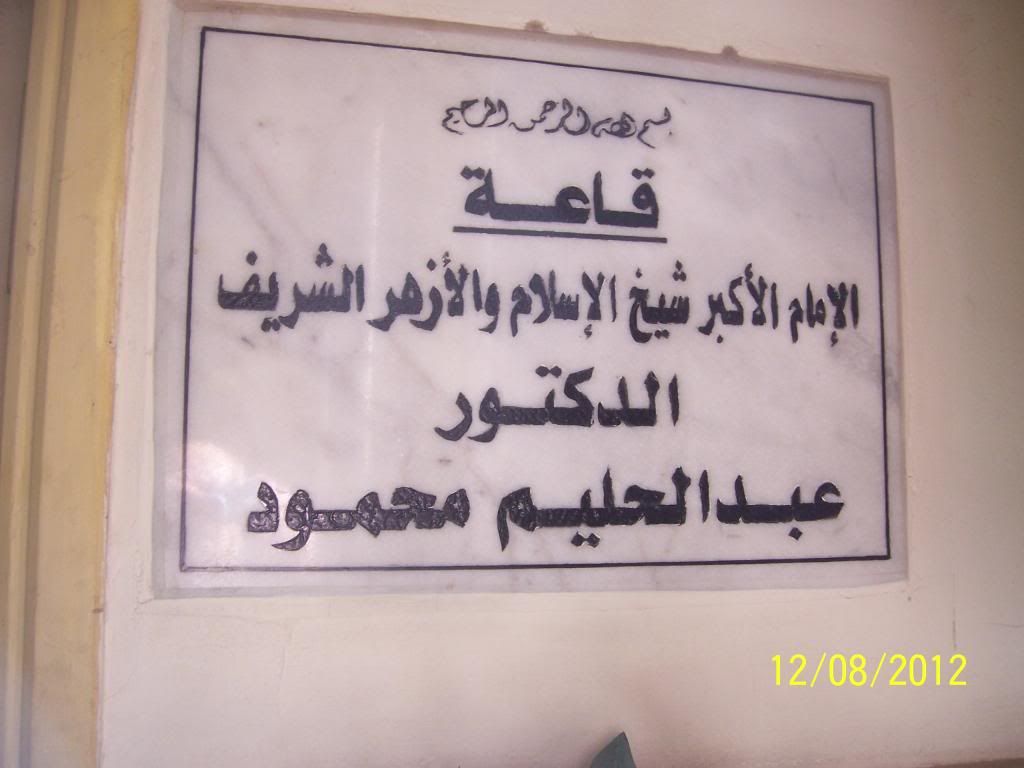 بسم الله الرحمن الرحيم
قاعة
الإمام الأكبر شيخ الإسلام والأزهر الشريف
الدكتور
عبدالحليم محمود
12/08/2012